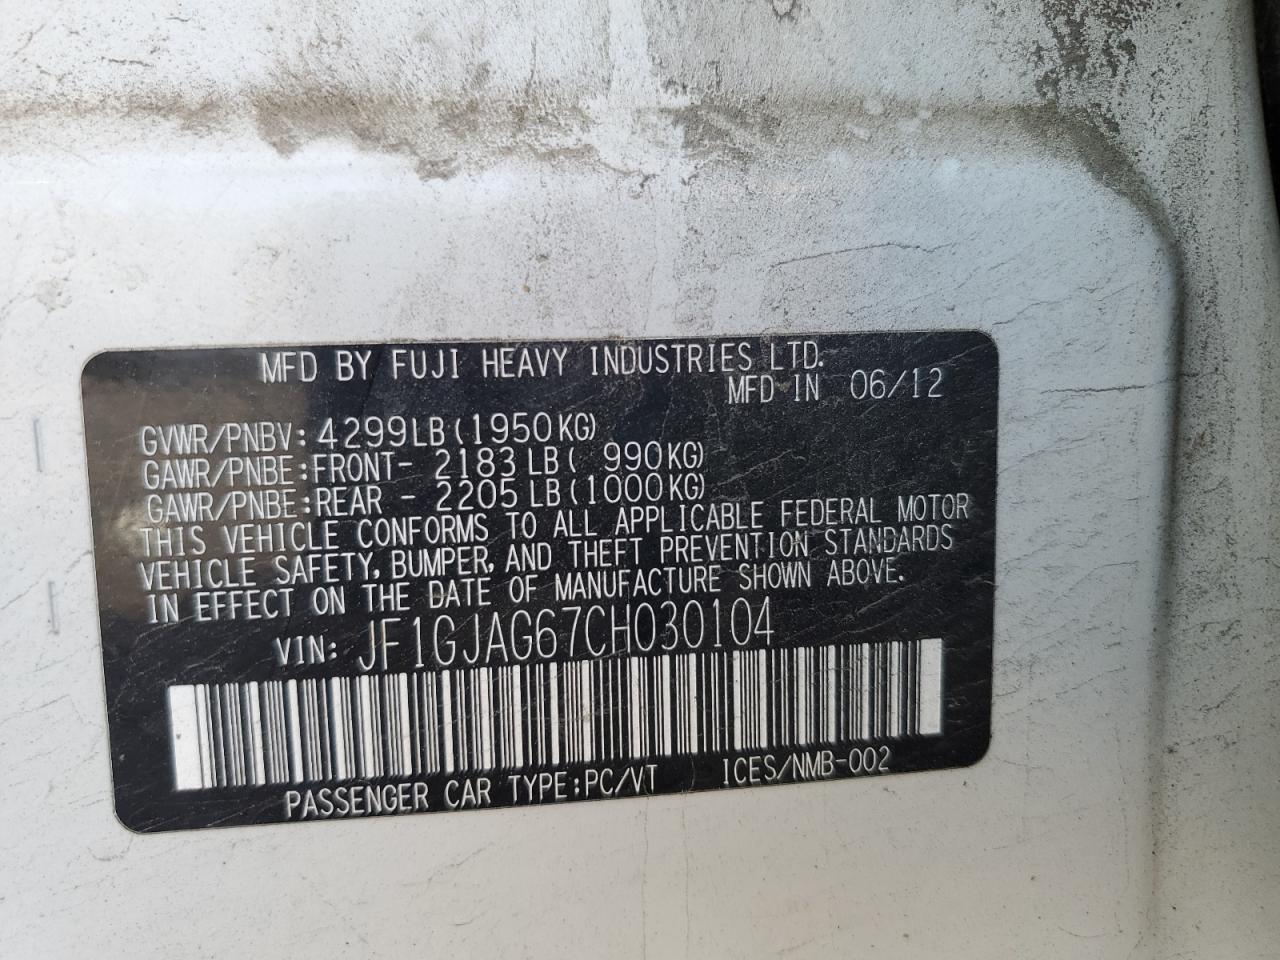 MFD BY FUJI HEAVY INDUSTRIES LTD.
MFD IN 06/12
GVWR/PNBV: 4299LB(1950KG)
GAWR/PNBE:FRONT- 2183LB( 990KG)
GAWR/PNBE:REAR - 2205LB(1000KG)
THIS VEHICLE CONFORMS TO ALL APPLICABLE FEDERAL MOTOR
VEHICLE SAFETY, BUMPER, AND THEFT PREVENTION STANDARDS
IN EFFECT ON THE DATE OF MANUFACTURE SHOWN ABOVE.
VIN: JF1GJAG67CH030104
PASSENGER CAR TYPE:PC/VT ICES/NMB-002